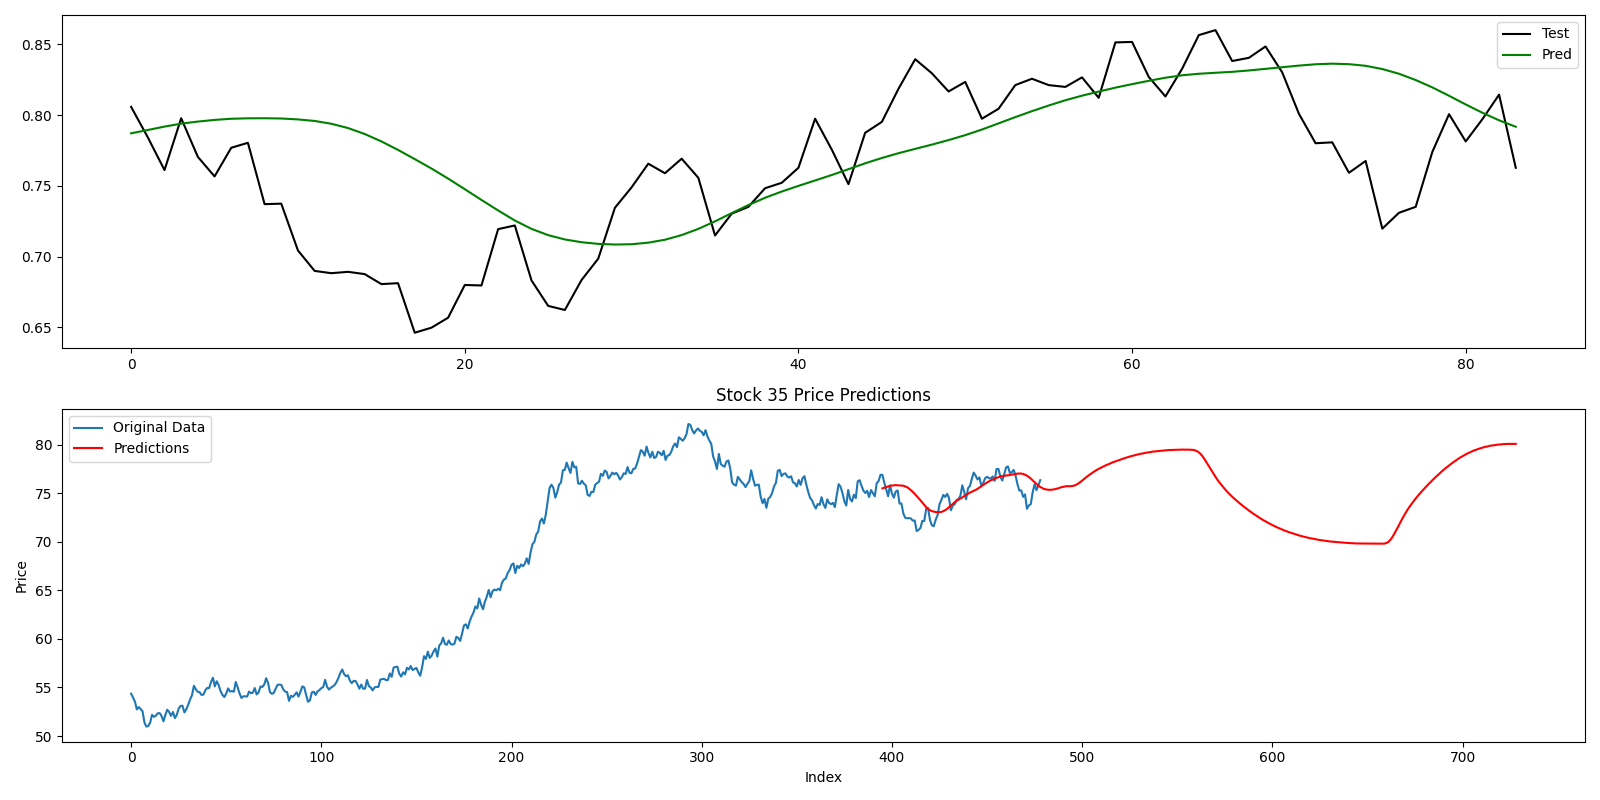 0.85
0.80
0.75
0.70
0.65
Test
Pred
0 20 40 60 80
Stock 35 Price Predictions
Original Data
Predictions
Price
80
75
70
65
60
55
50
0 100 200 300 400 500 600 700
Index